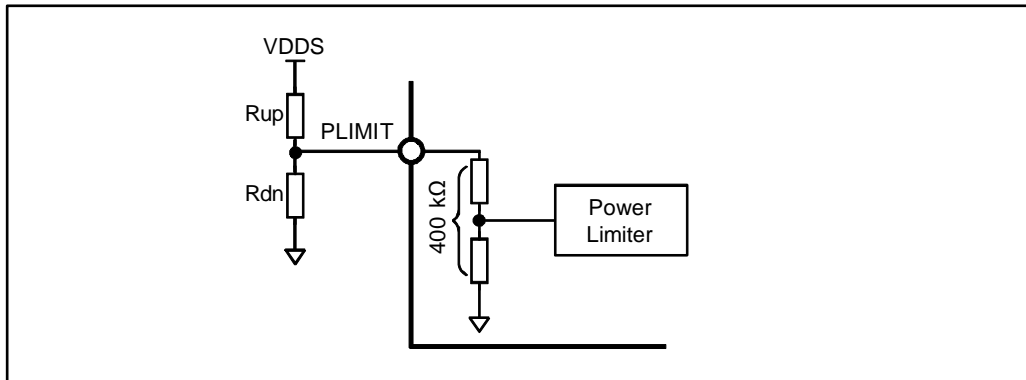 VDDS
Rup
PLIMIT
Rdn
400 kΩ
Power
Limiter